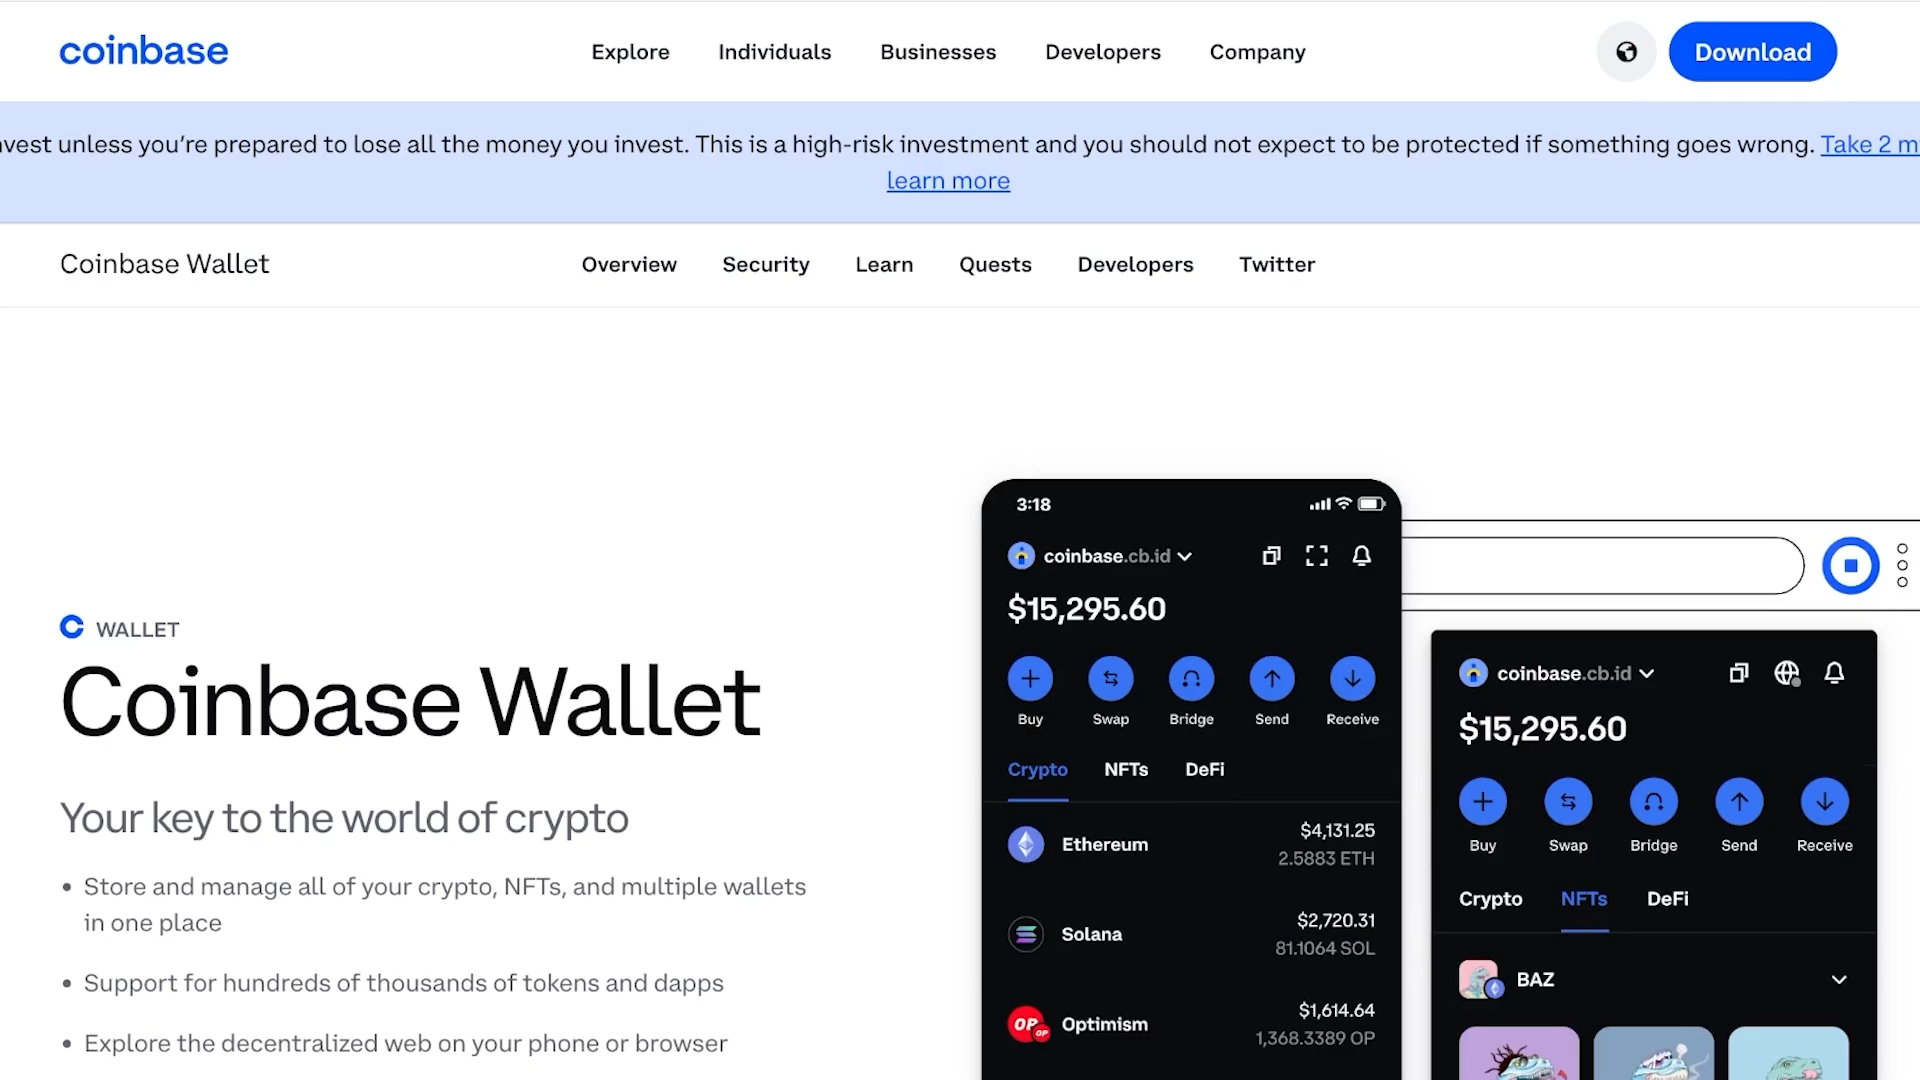 coinbase
Explore
Individuals
Businesses
Developers
Company
Download
unless you’re prepared to lose all the money you invest. This is a high-risk investment and you should not expect to be protected if something goes wrong. Take 2
learn more
Coinbase Wallet
Overview
Security
Learn
Quests
Developers
Twitter
WALLET
Coinbase Wallet
Your key to the world of crypto
• Store and manage all of your crypto, NFTs, and multiple wallets
in one place
• Support for hundreds of thousands of tokens and dapps
• Explore the decentralized web on your phone or browser
3:18
coinbase.cb.id
$15,295.60
Buy
Swap
Bridge
Send
Receive
Crypto
NFTs
DeFi
Ethereum
$4,131.25
2.5883 ETH
Solana
$2,720.31
81.1064 SOL
OP
OP
Optimism
$1,614.64
1,368.3389 OP
coinbase.cb.id
$15,295.60
Buy
Swap
Bridge
Send
Receive
Crypto
NFTs
DeFi
BAZ